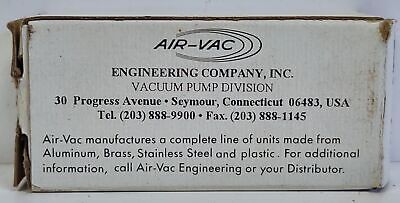 AIR-VAC
ENGINEERING COMPANY, INC.
VACUUM PUMP DIVISION
30 Progress Avenue • Seymour, Connecticut 06483, USA
Tel. (203) 888-9900 • Fax. (203) 888-1145
Air-Vac manufactures a complete line of units made from
Aluminum, Brass, Stainless Steel and plastic. For additional
information, call Air-Vac Engineering or your Distributor.